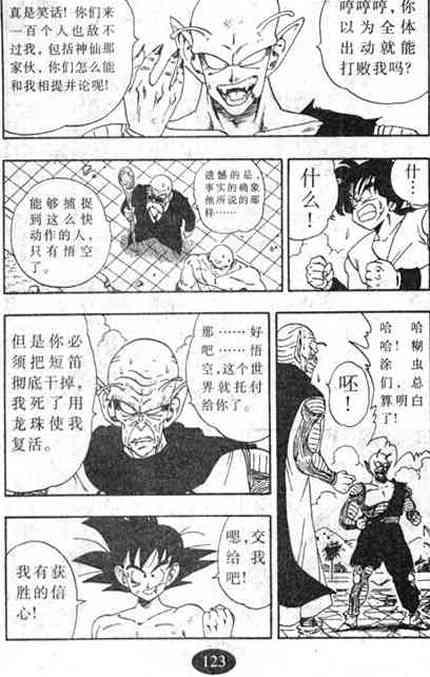 哼哼哼，你
以为全体
出动就能
打败我吗？
真是笑话！你们来
一百个人也敌不
过我，包括神仙那
家伙，你们怎么能
和我相提并论呢！
什…
什么！
遗憾的是，
事实的确象
他所说的那
样……
能够捕捉
到这么快
动作的人，
只有悟空
了。
哈哈！
糊涂虫们，
总算明白了！
呸！
那……好
吧……悟
空，这个世
界就托付
给你了。
但是你必
须把短笛
彻底干掉，
我死了用
龙珠使我
复活。
嗯，交给我吧！
我有获
胜的信
心！
123